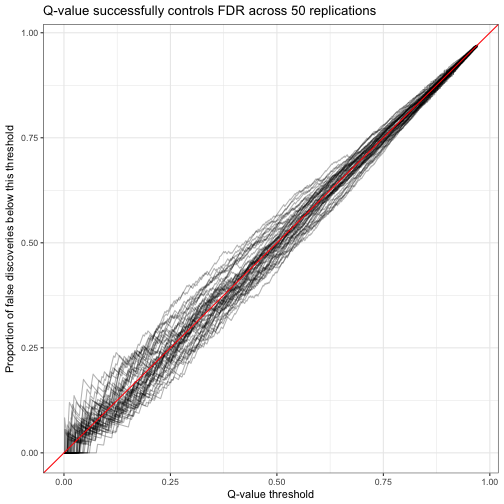 Q-value successfully controls FDR across 50 replications
Proportion of false discoveries below this threshold
1.00
0.75
0.50
0.25
0.00
0.00 0.25 0.50 0.75 1.00
Q-value threshold